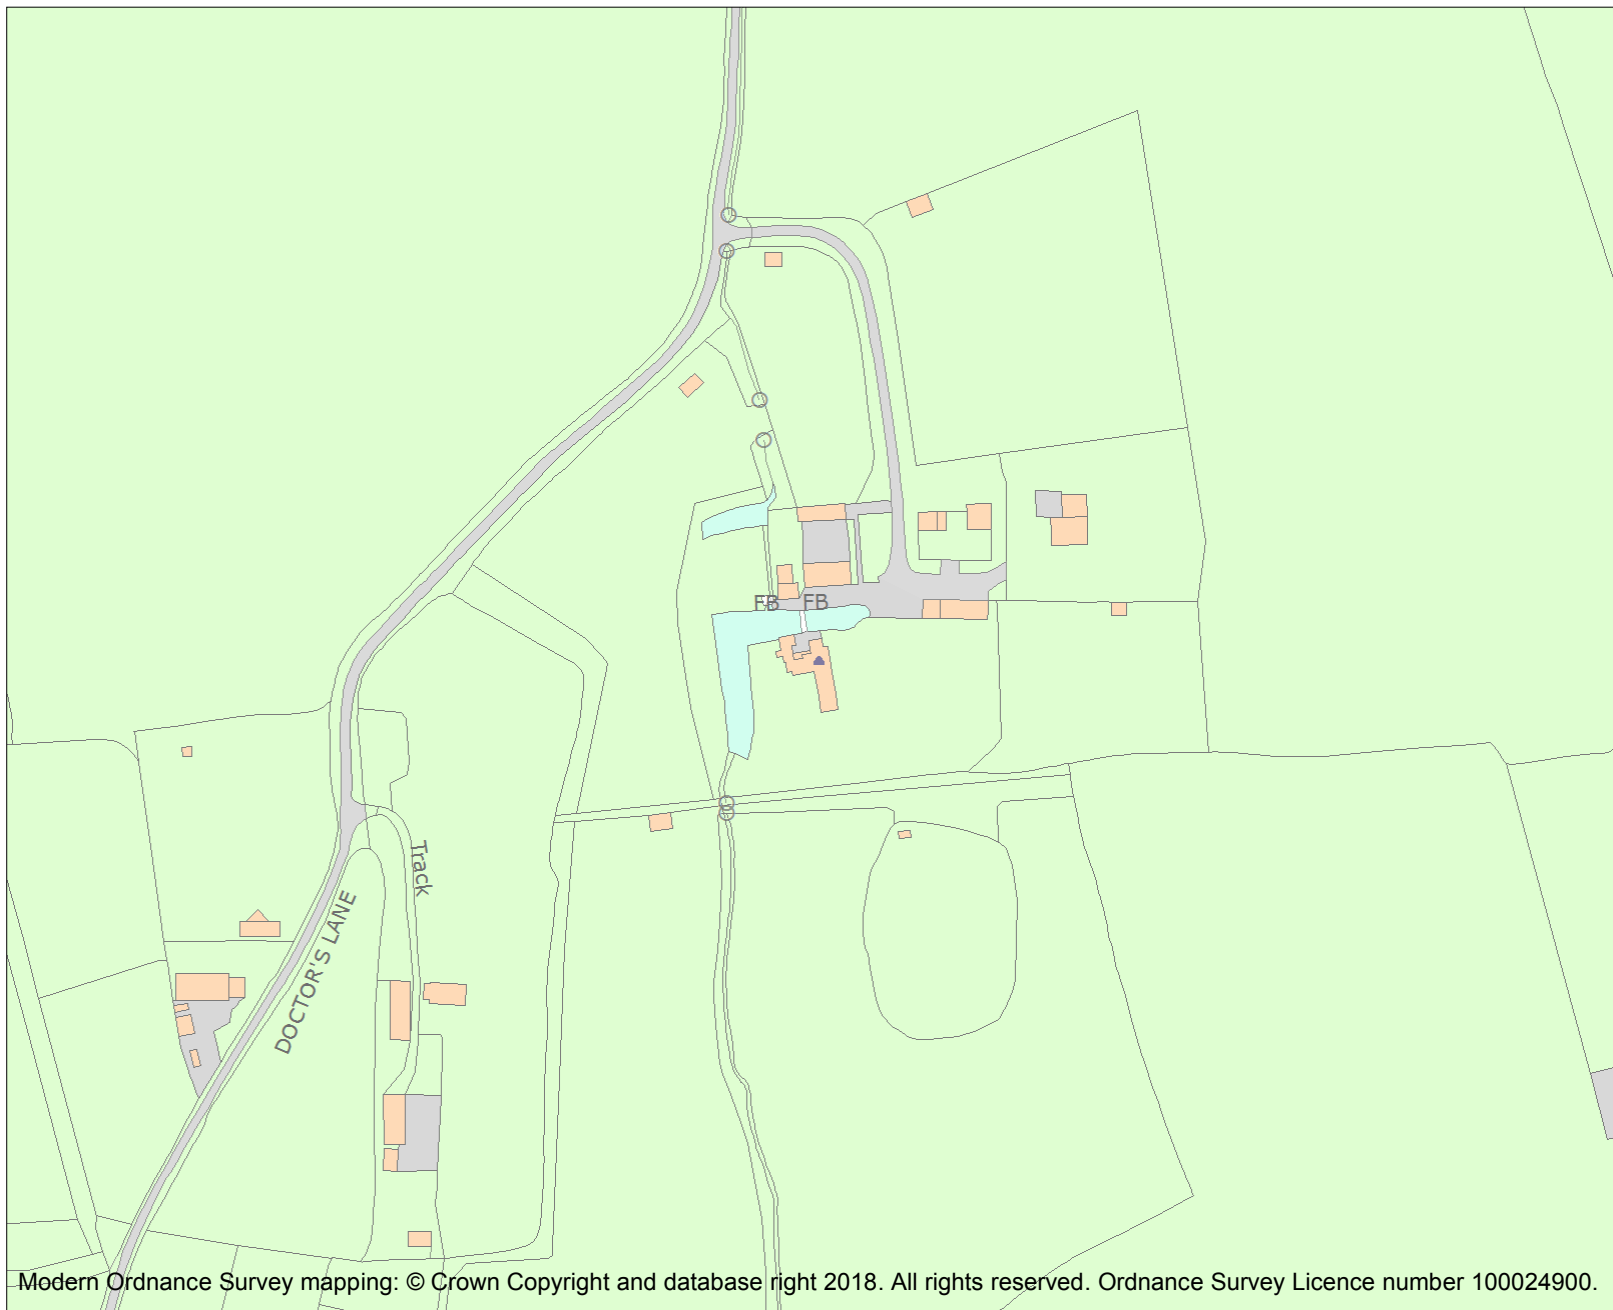 FB
FB
Track
DOCTOR'S LANE
Modern Ordnance Survey mapping: © Crown Copyright and database right 2018. All rights reserved. Ordnance Survey Licence number 100024900.